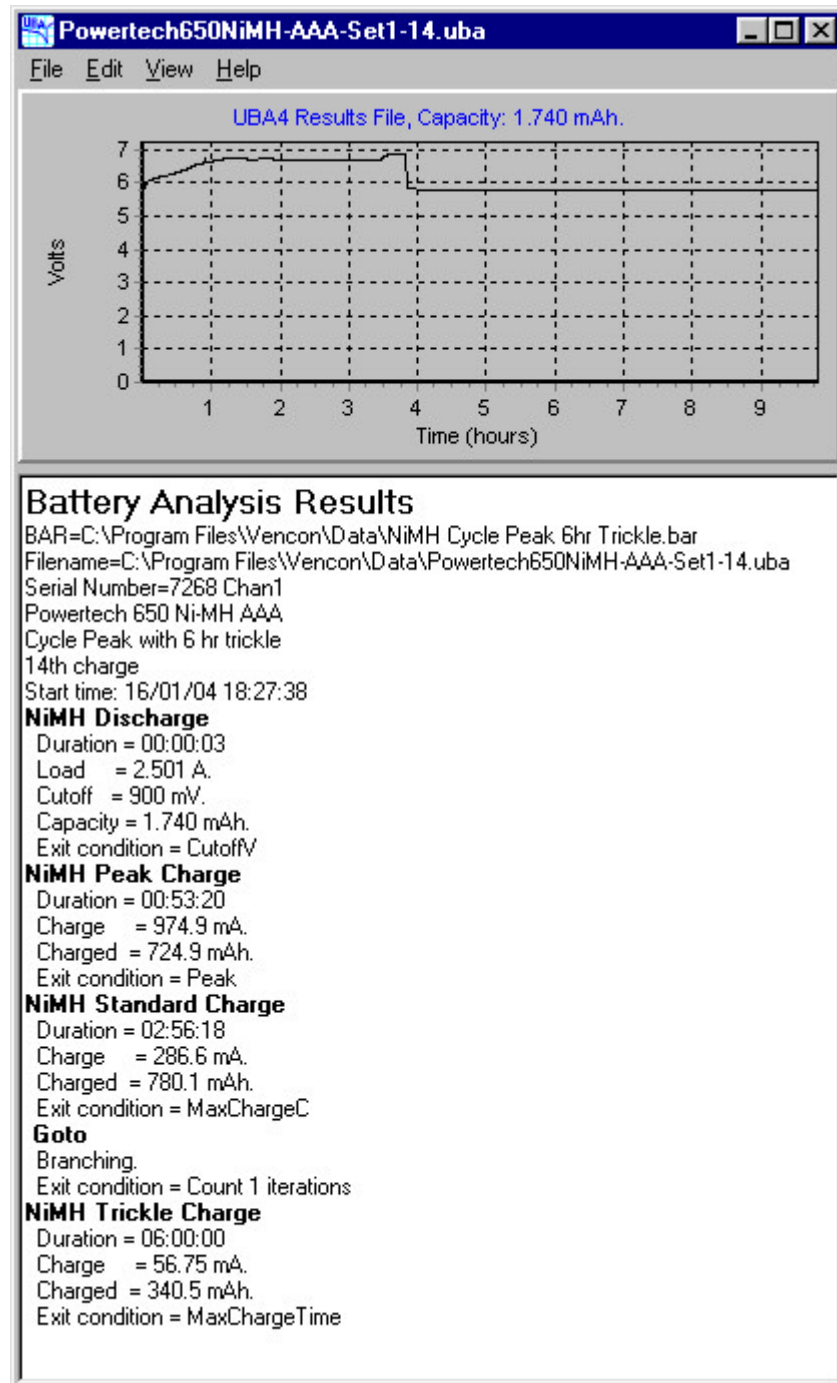 Powertech650NiMH-AAA-Set1-14.uba
File Edit View Help
UBA4 Results File, Capacity: 1.740 mAh.
Volts
7
6
5
4
3
2
1
0
1 2 3 4 5 6 7 8 9
Time (hours)
Battery Analysis Results
BAR=C:\Program Files\Vencon\Data\NiMH Cycle Peak 6hr Trickle.bar
Filename=C:\Program Files\Vencon\Data\Powertech650NiMH-AAA-Set1-14.uba
Serial Number=7268 Chan1
Powertech 650 Ni-MH AAA
Cycle Peak with 6 hr trickle
14th charge
Start time: 16/01/04 18:27:38
NiMH Discharge
Duration = 00:00:03
Load = 2.501 A.
Cutoff = 900 mV.
Capacity = 1.740 mAh.
Exit condition = CutoffV
NiMH Peak Charge
Duration = 00:53:20
Charge = 974.9 mA.
Charged = 724.9 mAh.
Exit condition = Peak
NiMH Standard Charge
Duration = 02:56:18
Charge = 286.6 mA.
Charged = 780.1 mAh.
Exit condition = MaxChargeC
Goto
Branching.
Exit condition = Count 1 iterations
NiMH Trickle Charge
Duration = 06:00:00
Charge = 56.75 mA.
Charged = 340.5 mAh.
Exit condition = MaxChargeTime